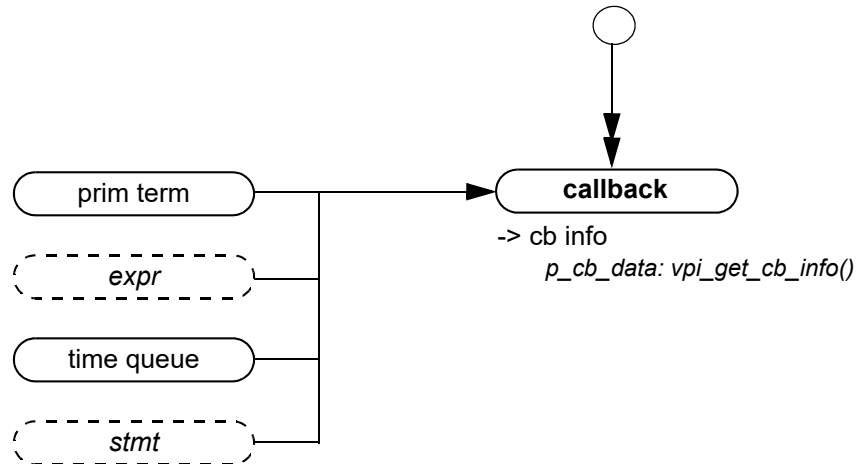 prim term
callback
-> cb info
expr
p_cb_data: vpi_get_cb_info()
time queue
stmt